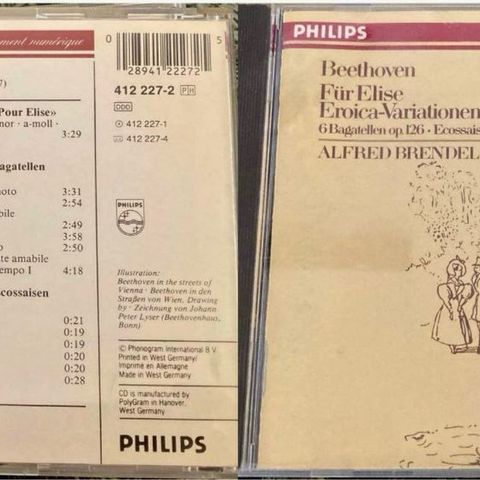 ment numérique
7)
Pour Elise»
nor · a-moll ·
3:29
agatellen
noto 3:31
2:54
bile
2:49
3:58
o 2:50
te amabile
empo I 4:18
cossaisen
0:21
0:19
0:19
0:20
0:20
0:28
0 28941 22272 5
412 227-2 PH
DDD
412 227-1
412 227-4
PHILIPS
Illustration:
Beethoven in the streets of
Vienna · Beethoven in den
Straßen von Wien. Drawing
by · Zeichnung von Johann
Peter Lyser (Beethovenhaus,
Bonn)
℗ Phonogram International B.V.
Printed in West Germany/
Imprimé en Allemagne
Made in West Germany
CD is manufactured by
PolyGram in Hanover,
West Germany
PHILIPS
PHILIPS
Beethoven
Für Elise
Eroica-Variationen
6 Bagatellen op.126 · Ecossais
ALFRED BRENDEL